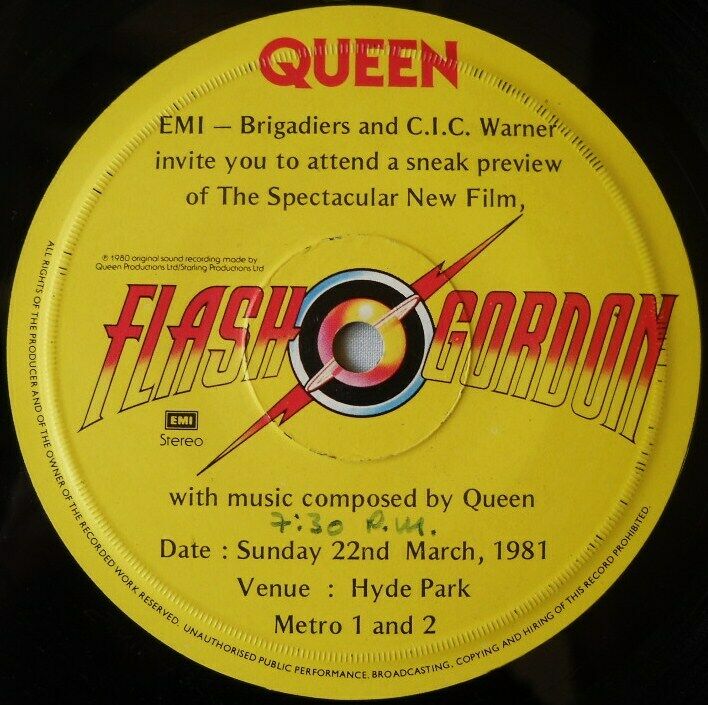 QUEEN
EMI – Brigadiers and C.I.C. Warner
invite you to attend a sneak preview
of The Spectacular New Film,
℗ 1980 original sound recording made by
Queen Productions Ltd/Starling Productions Ltd
FLASH GORDON
EMI
Stereo
with music composed by Queen
7:30 P.M.
Date : Sunday 22nd March, 1981
Venue : Hyde Park
Metro 1 and 2
ALL RIGHTS OF THE PRODUCER AND OF THE OWNER OF THE RECORDED WORK RESERVED. UNAUTHORISED PUBLIC PERFORMANCE. BROADCASTING. COPYING AND HIRING OF THIS RECORD PROHIBITED.